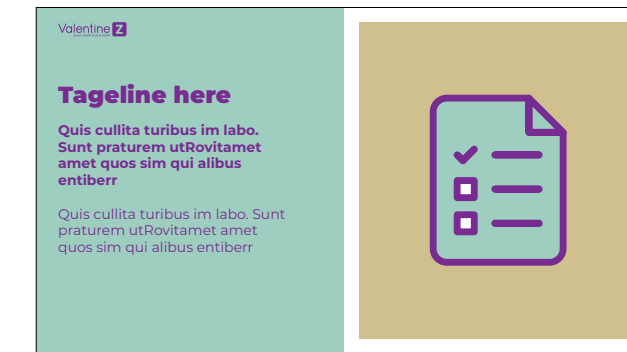 Valentine Z
Tageline here
Quis cullita turibus im labo.
Sunt praturem utRovitamet
amet quos sim qui alibus
entiberr
Quis cullita turibus im labo. Sunt
praturem utRovitamet amet
quos sim qui alibus entiberr